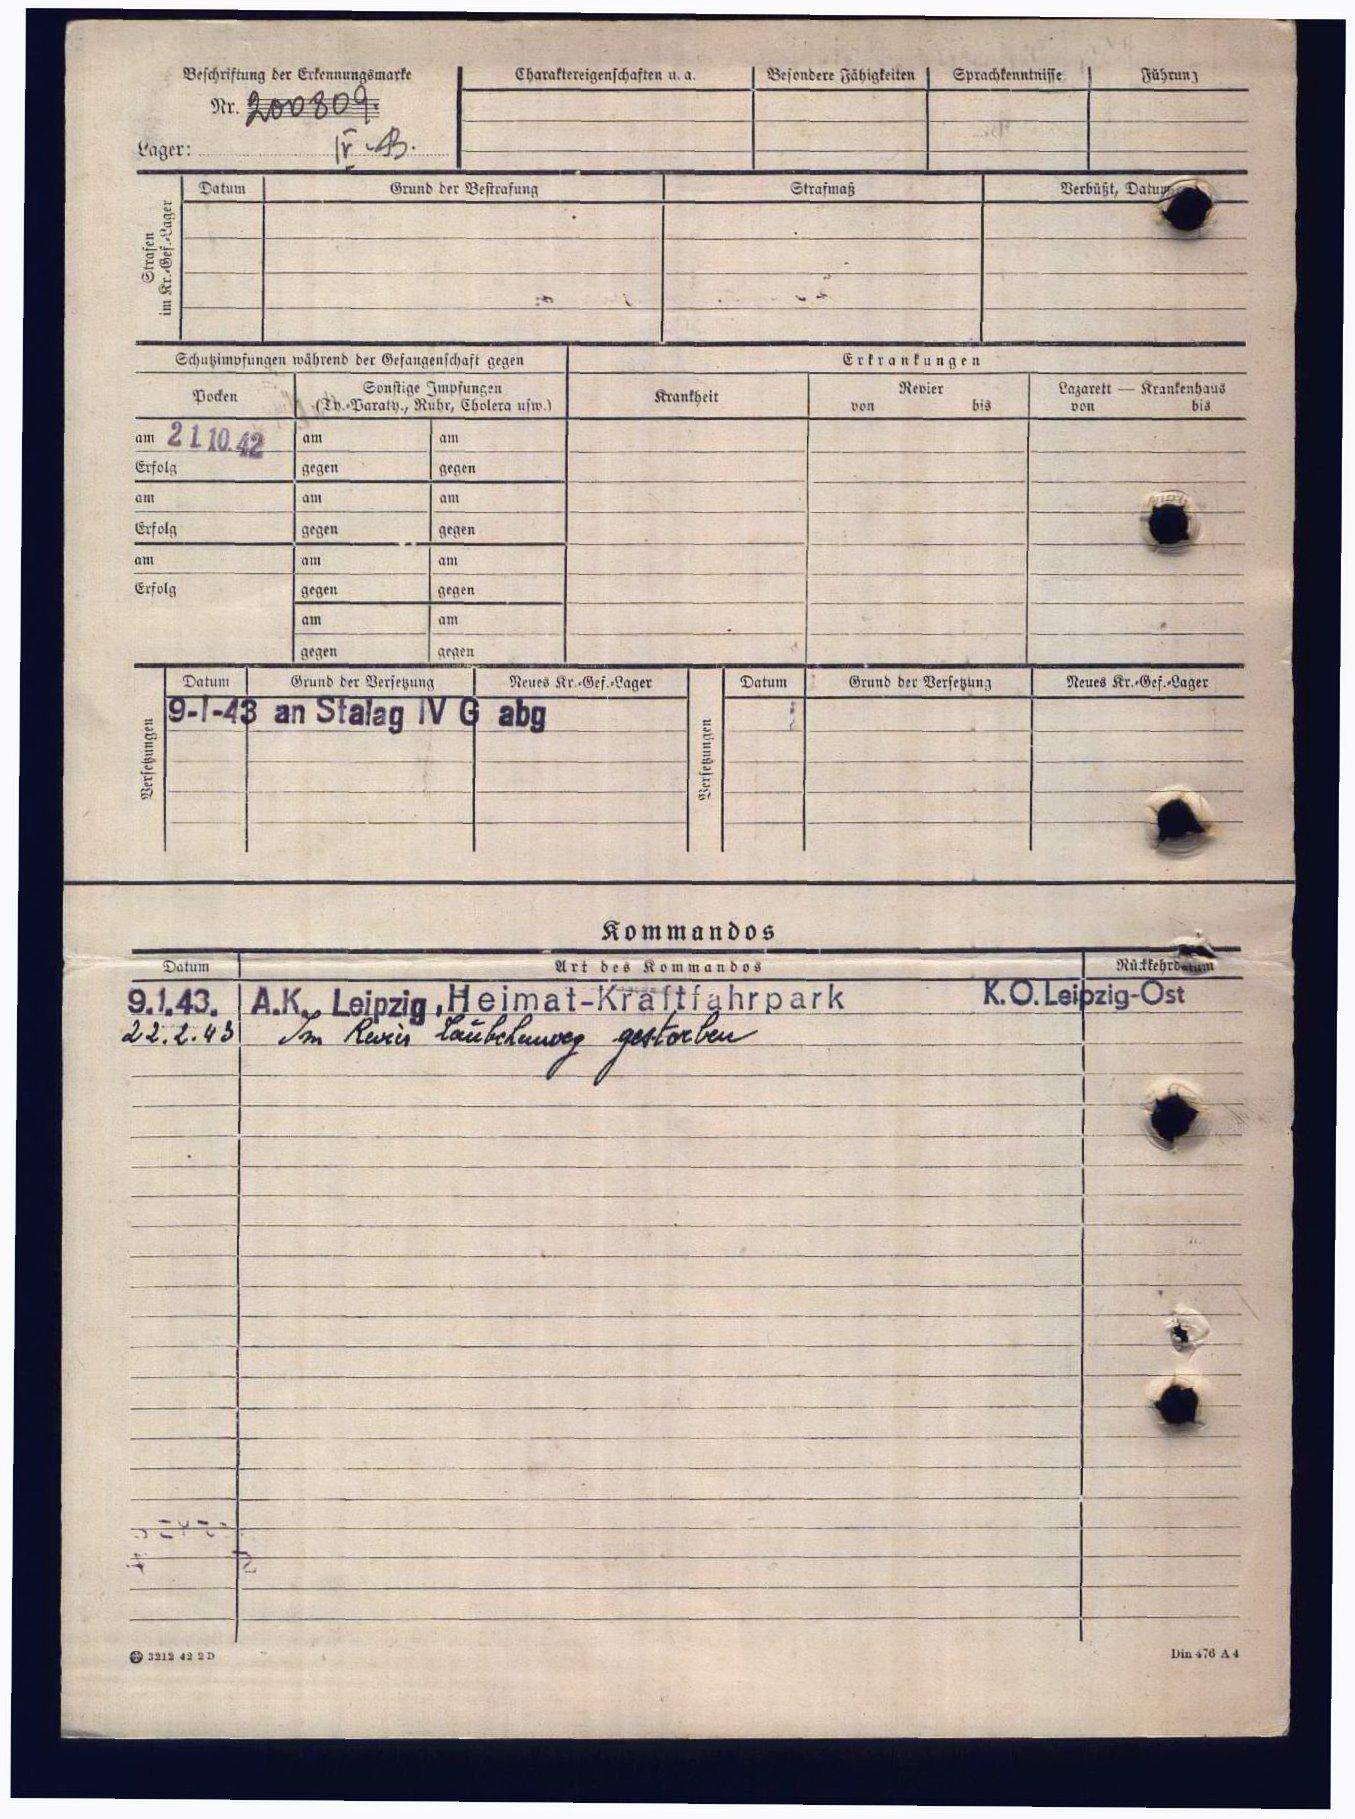 Beschriftung der Erkennungsmarke
Nr. 200809
Lager: IV B.
Charaktereigenschaften u. a.
Besondere Fähigkeiten
Sprachkenntnisse
Führung
Strafen
im Kr.-Gef.-Lager
Datum
Grund der Bestrafung
Strafmaß
Verbüßt, Datum
Schutzimpfungen während der Gefangenschaft gegen
Erkrankungen
Pocken
Sonstige Impfungen
(Ty.-Paraty., Ruhr, Cholera usw.)
Krankheit
Revier
von bis
Lazarett — Krankenhaus
von bis
am 21.10.42 am am
Erfolg gegen gegen
am am am
Erfolg gegen gegen
am am am
Erfolg gegen gegen
am am
gegen gegen
Versetzungen
Datum
Grund der Versetzung
Neues Kr.-Gef.-Lager
9-1-43 an Stalag IV G abg
Versetzungen
Datum
Grund der Versetzung
Neues Kr.-Gef.-Lager
Kommandos
Datum
Art des Kommandos
Rückkehrdatum
9.1.43. A.K. Leipzig, Heimat-Kraftfahrpark K.O. Leipzig-Ost
22.2.43 Im Revier gestorben
3212 42 2 D
Din 476 A 4